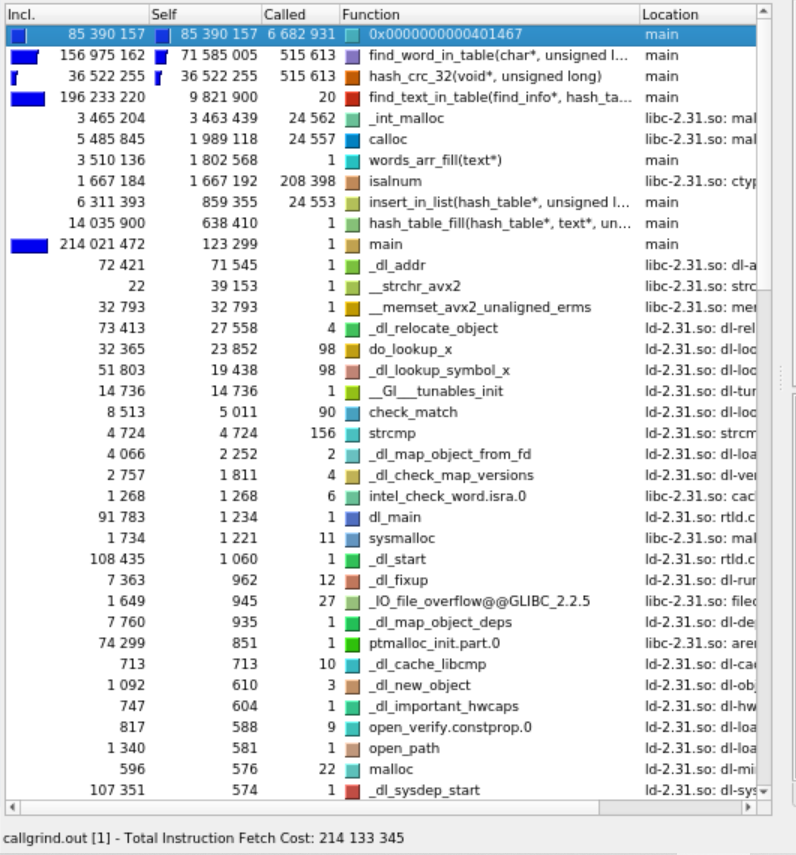 Incl. Self Called Function Location
85 390 157 85 390 157 6 682 931 0x0000000000401467 main
156 975 162 71 585 005 515 613 find_word_in_table(char*, unsigned l... main
36 522 255 36 522 255 515 613 hash_crc_32(void*, unsigned long) main
196 233 220 9 821 900 20 find_text_in_table(find_info*, hash_ta... main
3 465 204 3 463 439 24 562 _int_malloc libc-2.31.so: mal
5 485 845 1 989 118 24 557 calloc libc-2.31.so: mal
3 510 136 1 802 568 1 words_arr_fill(text*) main
1 667 184 1 667 192 208 398 isalnum libc-2.31.so: ctyp
6 311 393 859 355 24 553 insert_in_list(hash_table*, unsigned l... main
14 035 900 638 410 1 hash_table_fill(hash_table*, text*, un... main
214 021 472 123 299 1 main main
72 421 71 545 1 _dl_addr libc-2.31.so: dl-a
22 39 153 1 __strchr_avx2 libc-2.31.so: strc
32 793 32 793 1 __memset_avx2_unaligned_erms libc-2.31.so: mer
73 413 27 558 4 _dl_relocate_object ld-2.31.so: dl-rel
32 365 23 852 98 do_lookup_x ld-2.31.so: dl-loo
51 803 19 438 98 _dl_lookup_symbol_x ld-2.31.so: dl-loo
14 736 14 736 1 __GI___tunables_init ld-2.31.so: dl-tur
8 513 5 011 90 check_match ld-2.31.so: dl-loo
4 724 4 724 156 strcmp ld-2.31.so: strcm
4 066 2 252 2 _dl_map_object_from_fd ld-2.31.so: dl-loa
2 757 1 811 4 _dl_check_map_versions ld-2.31.so: dl-ver
1 268 1 268 6 intel_check_word.isra.0 libc-2.31.so: cac
91 783 1 234 1 dl_main ld-2.31.so: rtld.c
1 734 1 221 11 sysmalloc libc-2.31.so: mal
108 435 1 060 1 _dl_start ld-2.31.so: rtld.c
7 363 962 12 _dl_fixup ld-2.31.so: dl-rur
1 649 945 27 _IO_file_overflow@@GLIBC_2.2.5 libc-2.31.so: filec
7 760 935 1 _dl_map_object_deps ld-2.31.so: dl-de
74 299 851 1 ptmalloc_init.part.0 libc-2.31.so: arer
713 713 10 _dl_cache_libcmp ld-2.31.so: dl-cac
1 092 610 3 _dl_new_object ld-2.31.so: dl-obj
747 604 1 _dl_important_hwcaps ld-2.31.so: dl-hw
817 588 9 open_verify.constprop.0 ld-2.31.so: dl-loa
1 340 581 1 open_path ld-2.31.so: dl-loa
596 576 22 malloc ld-2.31.so: dl-mi
107 351 574 1 _dl_sysdep_start ld-2.31.so: dl-sys
callgrind.out [1] - Total Instruction Fetch Cost: 214 133 345